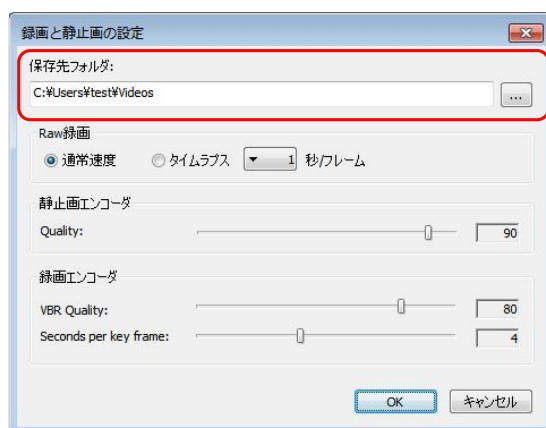 録画と静止画の設定
保存先フォルダ:
C:¥Users¥test¥Videos
...
Raw録画
通常速度 タイムラプス 1 秒/フレーム
静止画エンコーダ
Quality: 90
録画エンコーダ
VBR Quality: 80
Seconds per key frame: 4
OK キャンセル